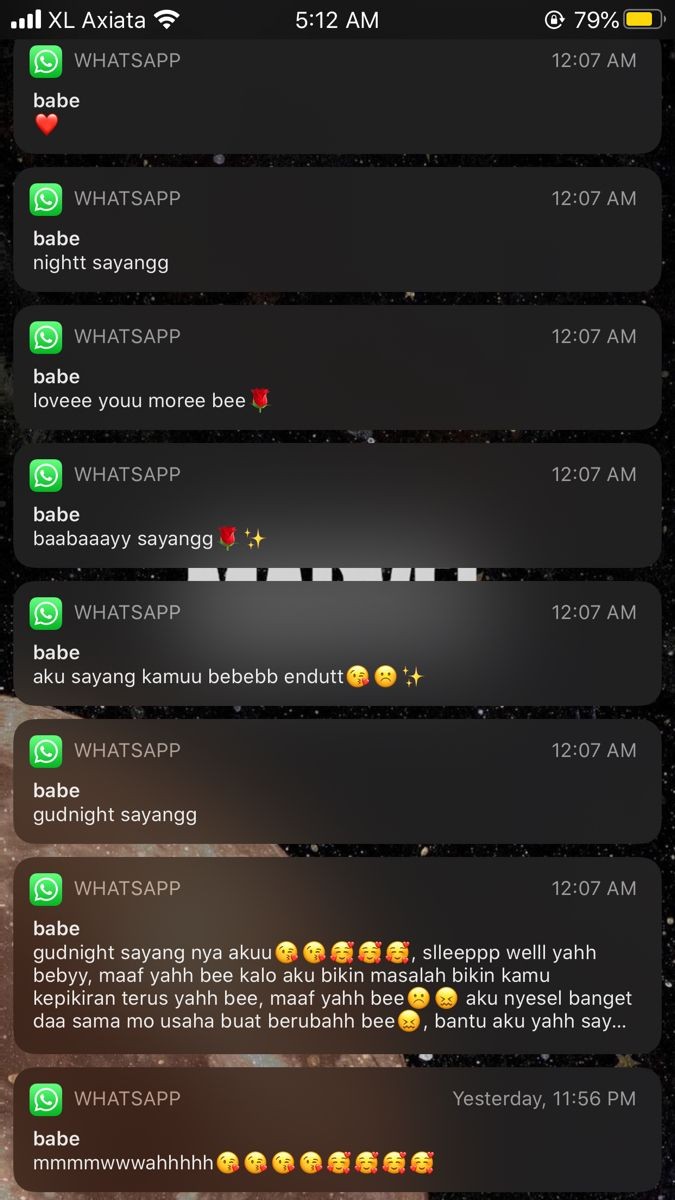 XL Axiata 5:12 AM 79%
WHATSAPP 12:07 AM
babe
❤️
WHATSAPP 12:07 AM
babe
nightt sayangg
WHATSAPP 12:07 AM
babe
loveee youu moree bee🌹
WHATSAPP 12:07 AM
babe
baabaaayy sayangg🌹✨
WHATSAPP 12:07 AM
babe
aku sayang kamuu bebebb endutt😘☹️✨
WHATSAPP 12:07 AM
babe
gudnight sayangg
WHATSAPP 12:07 AM
babe
gudnight sayang nya akuu😘😘🥰🥰🥰, slleeppp welll yahh
bebyy, maaf yahh bee kalo aku bikin masalah bikin kamu
kepikiran terus yahh bee, maaf yahh bee☹️😖 aku nyesel banget
daa sama mo usaha buat berubahh bee😖, bantu aku yahh say...
WHATSAPP Yesterday, 11:56 PM
babe
mmmmwwwahhhhh😘😘😘😘🥰🥰🥰🥰